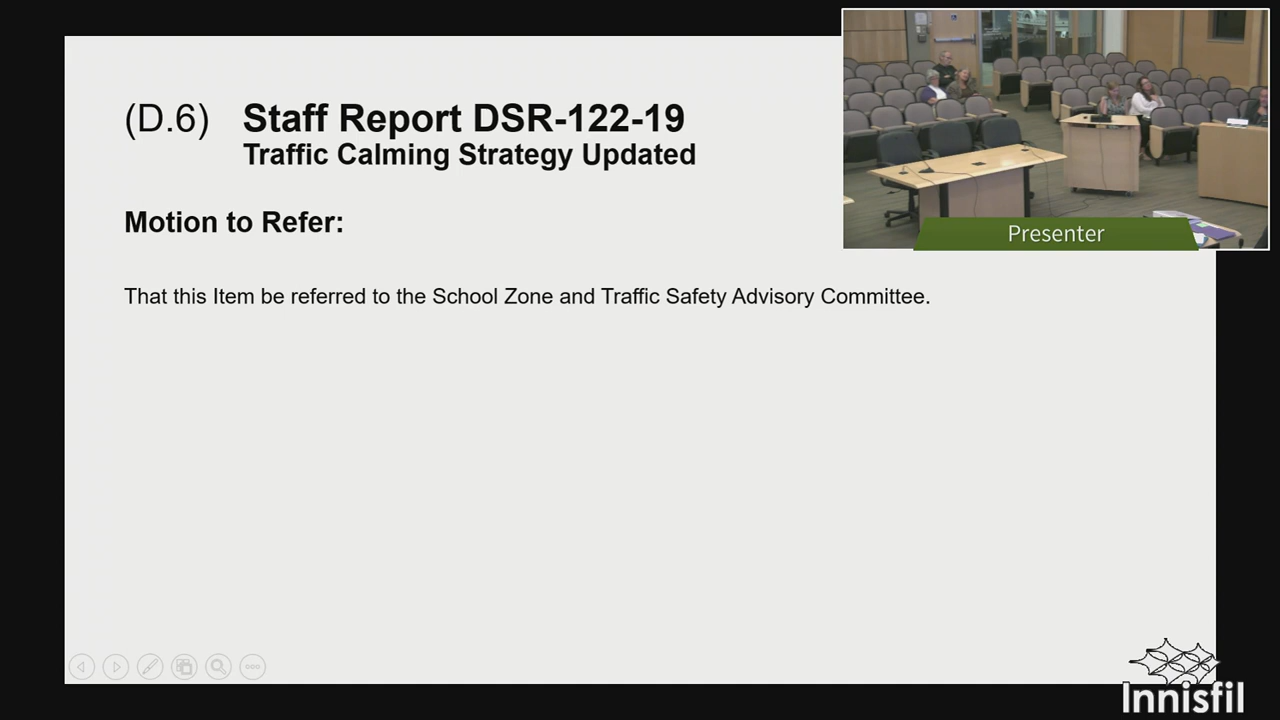 (D.6) Staff Report DSR-122-19
Traffic Calming Strategy Updated
Motion to Refer:
That this Item be referred to the School Zone and Traffic Safety Advisory Committee.
Presenter
Innisfil